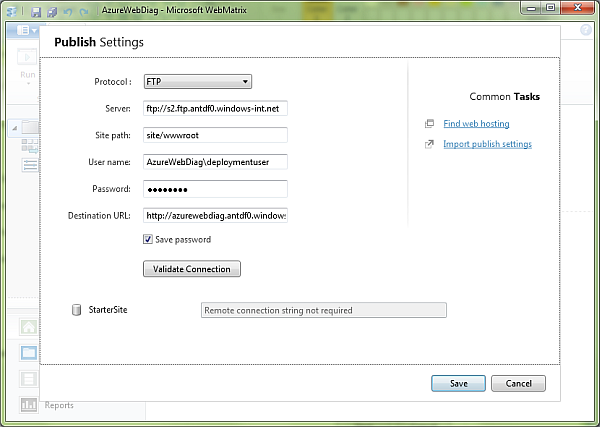 AzureWebDiag - Microsoft WebMatrix
Publish Settings
Protocol :
FTP
Server:
ftp://s2.ftp.antdf0.windows-int.net
Site path:
site/wwwroot
User name:
AzureWebDiag\deploymentuser
Password:
••••••••
Destination URL:
http://azurewebdiag.antdf0.windows
Save password
Validate Connection
StarterSite
Remote connection string not required
Common Tasks
Find web hosting
Import publish settings
Save
Cancel
Run
Reports